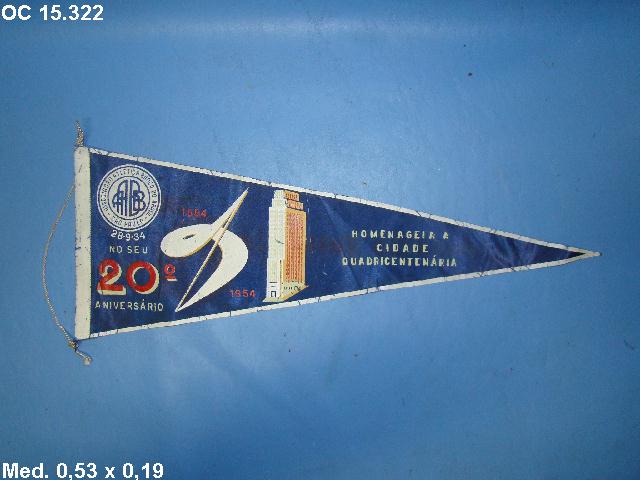 OC 15.322
28-9-34
NO SEU
20º
ANIVERSÁRIO
1554
1954
HOMENAGEIA A
CIDADE
QUADRICENTENÁRIA
Med. 0,53 x 0,19